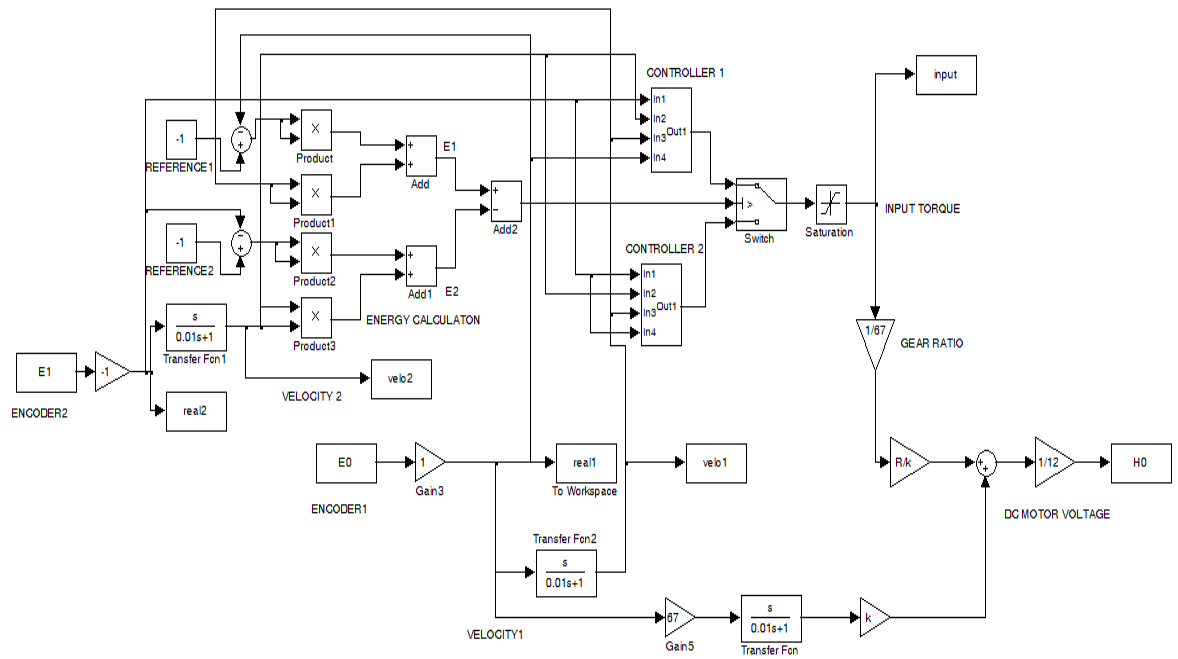 CONTROLLER 1
input
In1
In2
In3
In4
Out1
-1
REFERENCE1
−
+
×
Product
+
+
Add
E1
×
Product1
+
−
Add2
>
Switch
Saturation
INPUT TORQUE
-1
REFERENCE2
−
+
×
Product2
+
+
Add1
E2
CONTROLLER 2
In1
In2
In3
In4
Out1
×
Product3
ENERGY CALCULATON
s
0.01s+1
Transfer Fcn1
1/67
GEAR RATIO
E1
ENCODER2
-1
real2
VELOCITY 2
velo2
E0
ENCODER1
1
Gain3
real1
To Workspace
velo1
R/k
+
+
1/12
H0
DC MOTOR VOLTAGE
Transfer Fcn2
s
0.01s+1
VELOCITY1
67
Gain5
s
0.01s+1
Transfer Fcn
k